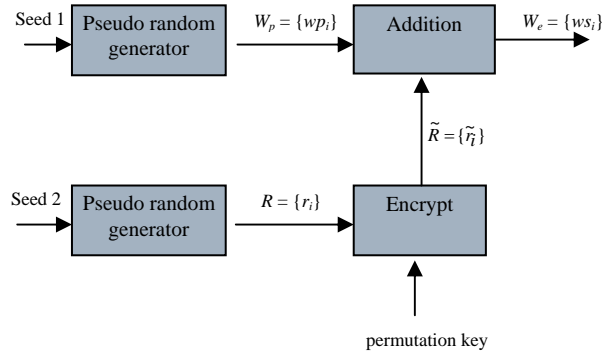 Seed 1
Pseudo random
generator
W_p = {wp_i}
Addition
W_e = {ws_i}
R̃ = {r̃_i}
Seed 2
Pseudo random
generator
R = {r_i}
Encrypt
permutation key